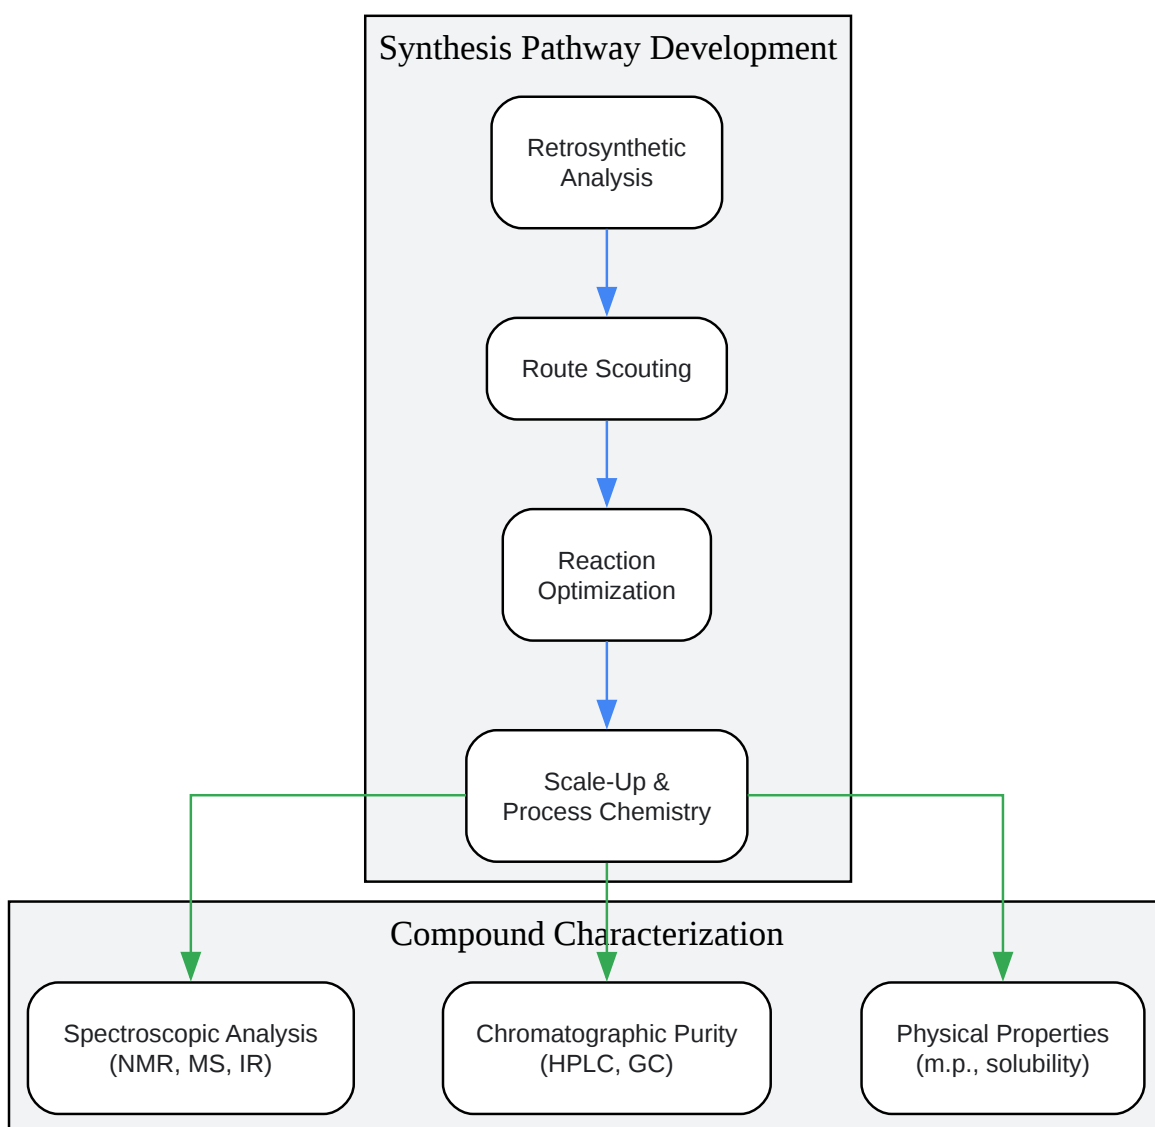 Synthesis Pathway Development
Retrosynthetic
Analysis
Route Scouting
Reaction
Optimization
Scale-Up &
Process Chemistry
Compound Characterization
Spectroscopic Analysis
(NMR, MS, IR)
Chromatographic Purity
(HPLC, GC)
Physical Properties
(m.p., solubility)